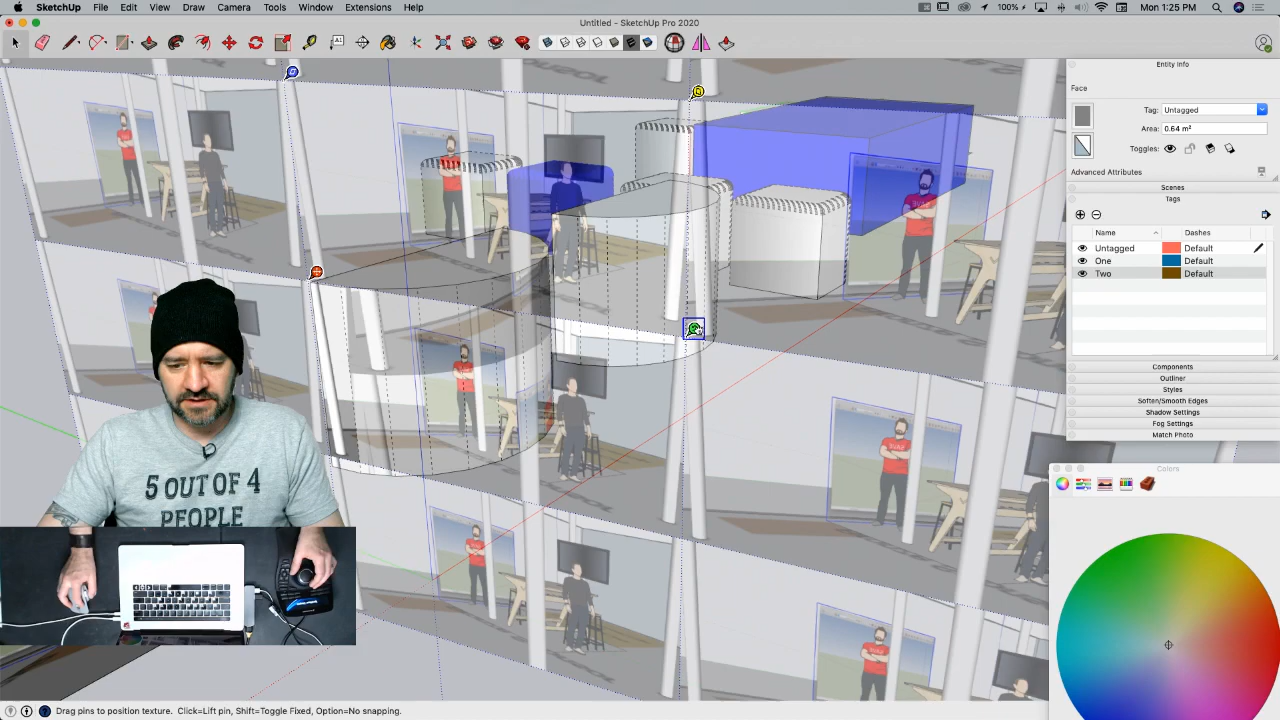 SketchUp File Edit View Camera Draw Tools Window Extensions Help 100% Mon 1:25 PM
Untitled - SketchUp Pro 2020
Entity Info
Face
Tag: Untagged
Area: 0.64 m²
Toggles:
Advanced Attributes
Scenes
Tags
Name Dashes
Untagged Default
One Default
Two Default
Components
Outliner
Styles
Soften/Smooth Edges
Shadow Settings
Fog Settings
Match Photo
Colors
5 OUT OF 4
PEOPLE
Drag pins to position texture. Click=Lift pin, Shift=Toggle Fixed, Option=No snapping.